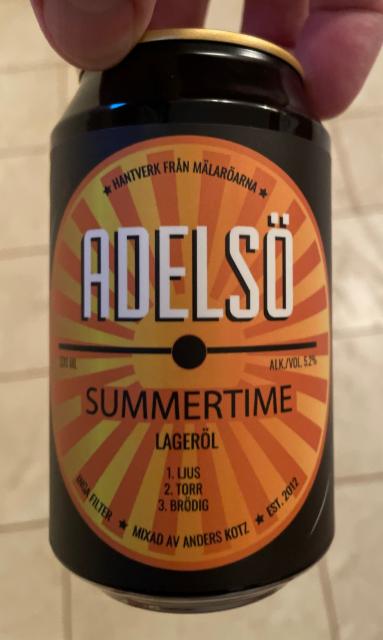 ★ HANTVERK FRÅN MÄLARÖARNA ★
ADELSÖ
ML
ALK./VOL. 5,2%
SUMMERTIME
LAGERÖL
1. LJUS
2. TORR
3. BRÖDIG
INGA FILTER ★ MIXAD AV ANDERS KOTZ ★ EST. 2012